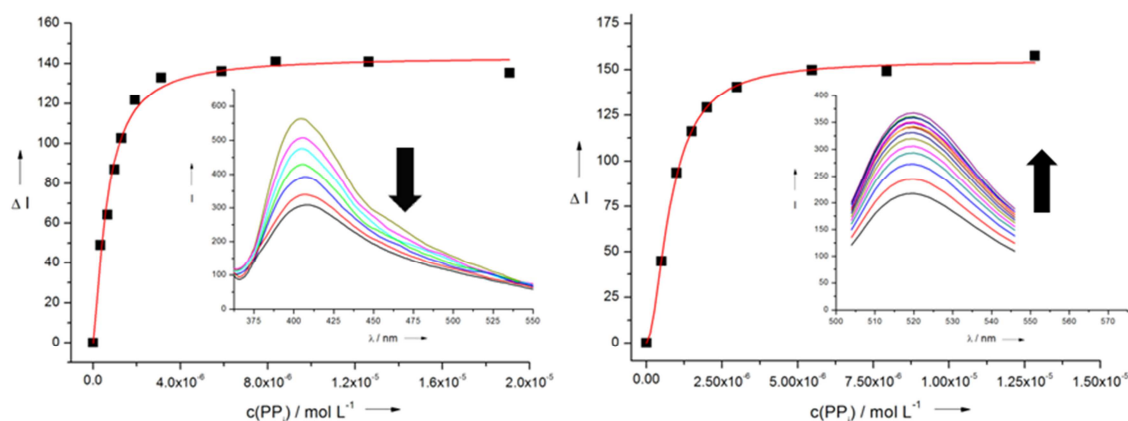 160
140
120
100
80
60
40
20
0
Δ I
0.0
4.0x10⁻⁶
8.0x10⁻⁶
1.2x10⁻⁵
1.6x10⁻⁵
2.0x10⁻⁵
c(PPᵢ) / mol L⁻¹
600
500
400
300
200
100
0
I
375
400
425
450
475
500
525
550
λ / nm
175
150
125
100
75
50
25
0
Δ I
0.00
2.50x10⁻⁶
5.00x10⁻⁶
7.50x10⁻⁶
1.00x10⁻⁵
1.25x10⁻⁵
1.50x10⁻⁵
c(PPᵢ) / mol L⁻¹
400
350
300
250
200
150
100
50
0
I
500
510
520
530
540
550
560
570
λ / nm